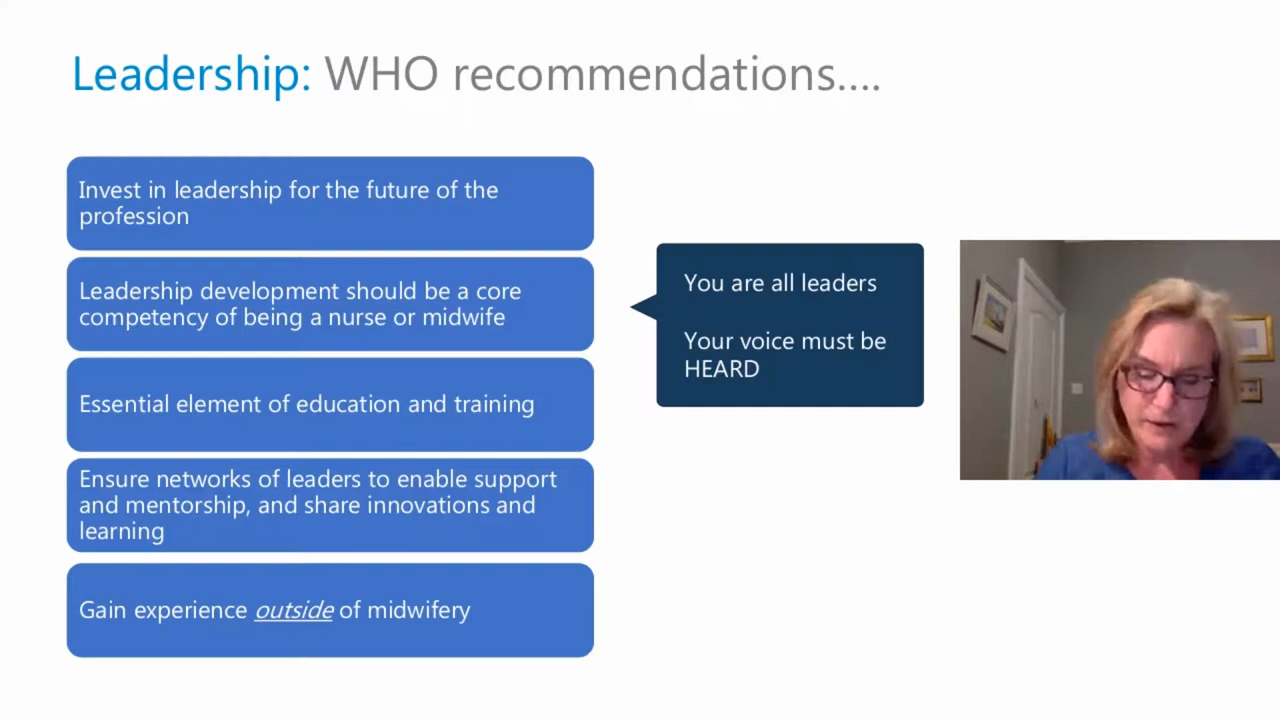 Leadership: WHO recommendations....
Invest in leadership for the future of the
profession
Leadership development should be a core
competency of being a nurse or midwife
Essential element of education and training
Ensure networks of leaders to enable support
and mentorship, and share innovations and
learning
Gain experience outside of midwifery
You are all leaders
Your voice must be
HEARD